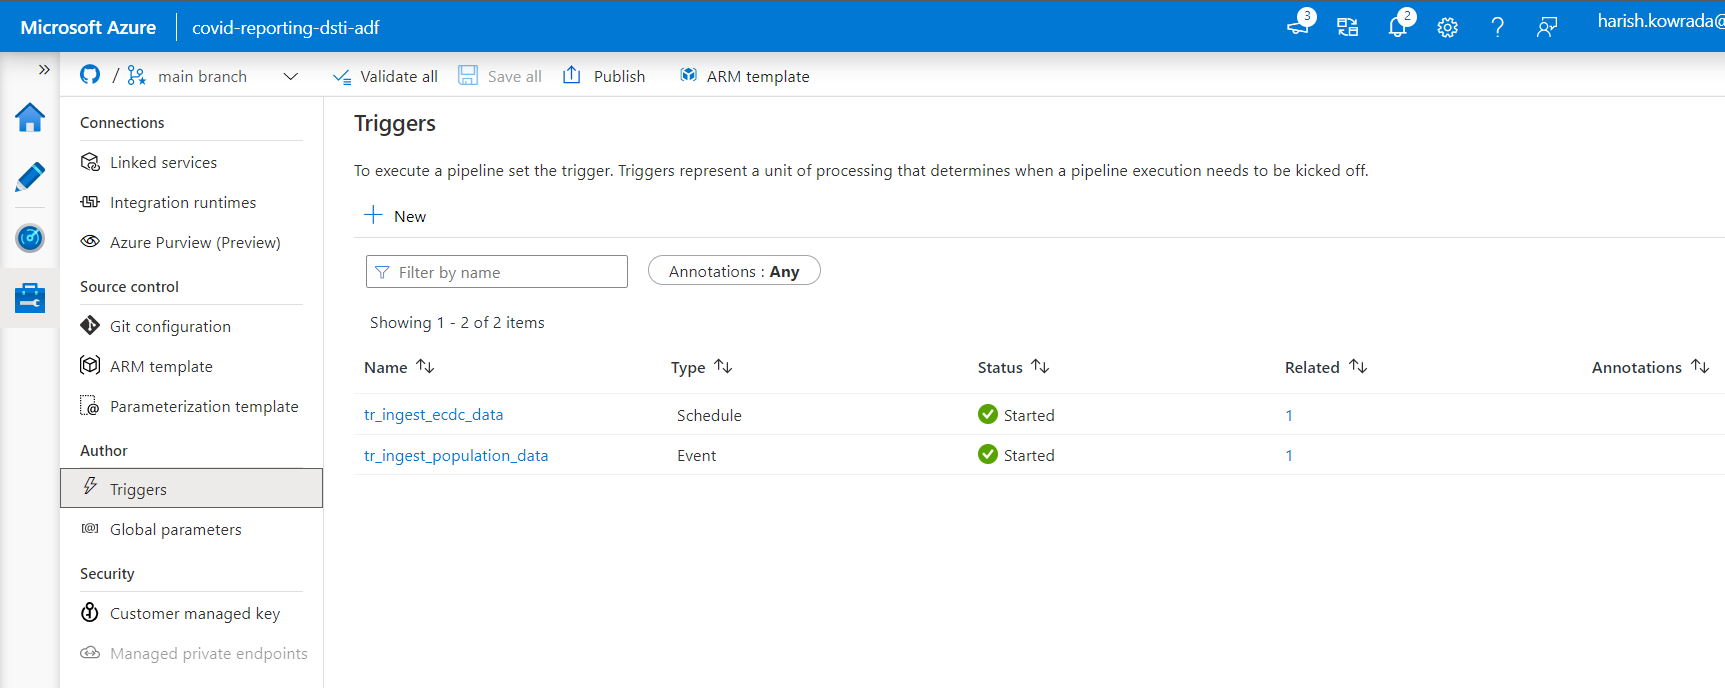 Microsoft Azure covid-reporting-dsti-adf 3 2 harish.kowrada@
» / main branch Validate all Save all Publish ARM template
Connections
Linked services
Integration runtimes
Azure Purview (Preview)
Source control
Git configuration
ARM template
Parameterization template
Author
Triggers
Global parameters
Security
Customer managed key
Managed private endpoints
Triggers
To execute a pipeline set the trigger. Triggers represent a unit of processing that determines when a pipeline execution needs to be kicked off.
New
Filter by name Annotations : Any
Showing 1 - 2 of 2 items
Name Type Status Related Annotations
tr_ingest_ecdc_data Schedule Started 1
tr_ingest_population_data Event Started 1